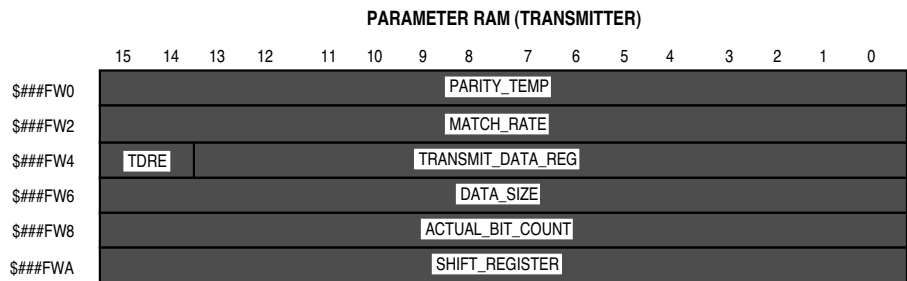 PARAMETER RAM (TRANSMITTER)
15 14 13 12 11 10 9 8 7 6 5 4 3 2 1 0
$###FW0 PARITY_TEMP
$###FW2 MATCH_RATE
$###FW4 TDRE TRANSMIT_DATA_REG
$###FW6 DATA_SIZE
$###FW8 ACTUAL_BIT_COUNT
$###FWA SHIFT_REGISTER